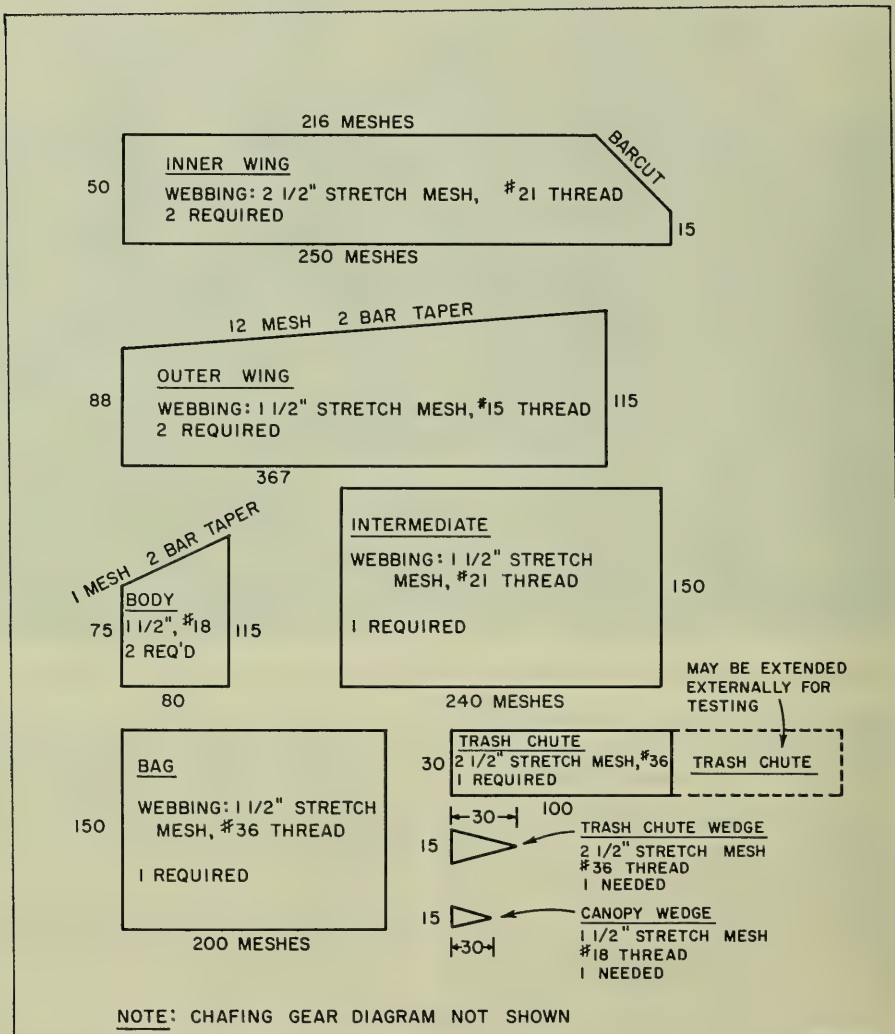 216 MESHES
BARCUT
50
INNER WING
WEBBING: 2 1/2" STRETCH MESH, #21 THREAD
2 REQUIRED
15
250 MESHES
12 MESH 2 BAR TAPER
88
OUTER WING
WEBBING: 1 1/2" STRETCH MESH, #15 THREAD
2 REQUIRED
115
367
1 MESH 2 BAR TAPER
75
BODY
1 1/2", #18
2 REQ'D
115
80
INTERMEDIATE
WEBBING: 1 1/2" STRETCH
MESH, #21 THREAD
1 REQUIRED
150
240 MESHES
MAY BE EXTENDED
EXTERNALLY FOR
TESTING
BAG
WEBBING: 1 1/2" STRETCH
MESH, #36 THREAD
1 REQUIRED
150
200 MESHES
30
TRASH CHUTE
2 1/2" STRETCH MESH, #36
1 REQUIRED
100
TRASH CHUTE
30
15
TRASH CHUTE WEDGE
2 1/2" STRETCH MESH
#36 THREAD
1 NEEDED
15
30
CANOPY WEDGE
1 1/2" STRETCH MESH
#18 THREAD
1 NEEDED
NOTE: CHAFING GEAR DIAGRAM NOT SHOWN